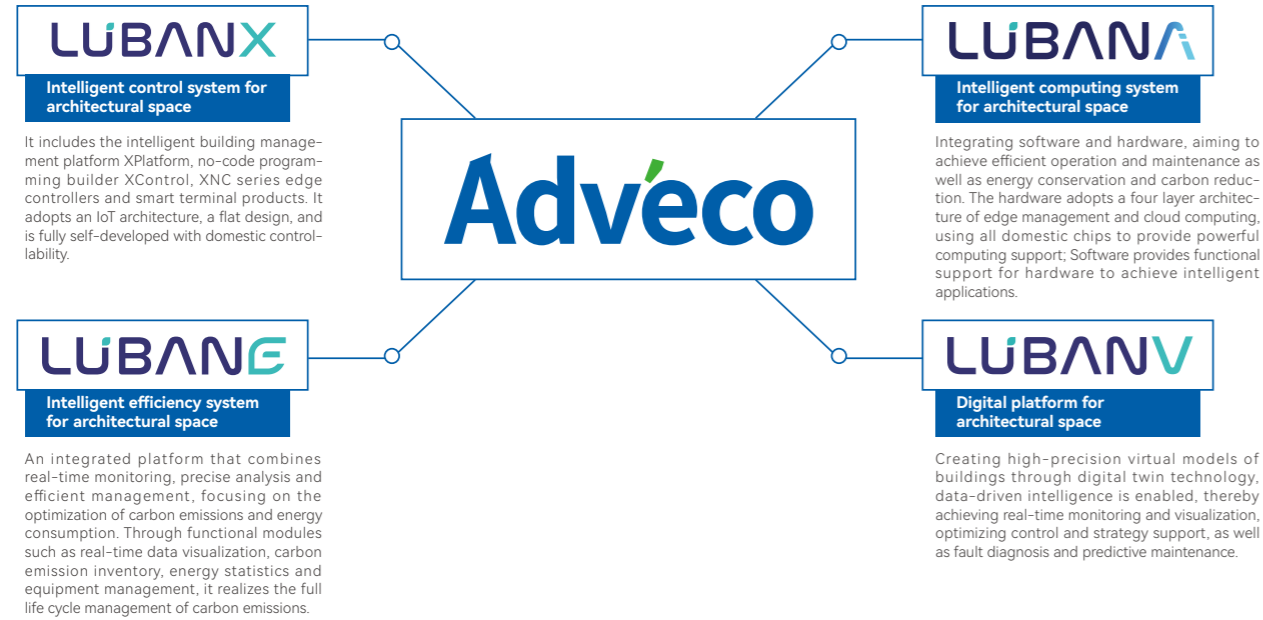 LUBANX
Intelligent control system for
architectural space
It includes the intelligent building manage-
ment platform XPlatform, no-code program-
ming builder XControl, XNC series edge
controllers and smart terminal products. It
adopts an IoT architecture, a flat design, and
is fully self-developed with domestic control-
lability.
LUBANA
Intelligent computing system
for architectural space
Integrating software and hardware, aiming to
achieve efficient operation and maintenance as
well as energy conservation and carbon reduc-
tion. The hardware adopts a four layer architec-
ture of edge management and cloud computing,
using all domestic chips to provide powerful
computing support; Software provides functional
support for hardware to achieve intelligent
applications.
Advéco
LUBANE
Intelligent efficiency system
for architectural space
An integrated platform that combines
real-time monitoring, precise analysis and
efficient management, focusing on the
optimization of carbon emissions and energy
consumption. Through functional modules
such as real-time data visualization, carbon
emission inventory, energy statistics and
equipment management, it realizes the full
life cycle management of carbon emissions.
LUBANV
Digital platform for
architectural space
Creating high-precision virtual models of
buildings through digital twin technology,
data-driven intelligence is enabled, thereby
achieving real-time monitoring and visualization,
optimizing control and strategy support, as well
as fault diagnosis and predictive maintenance.